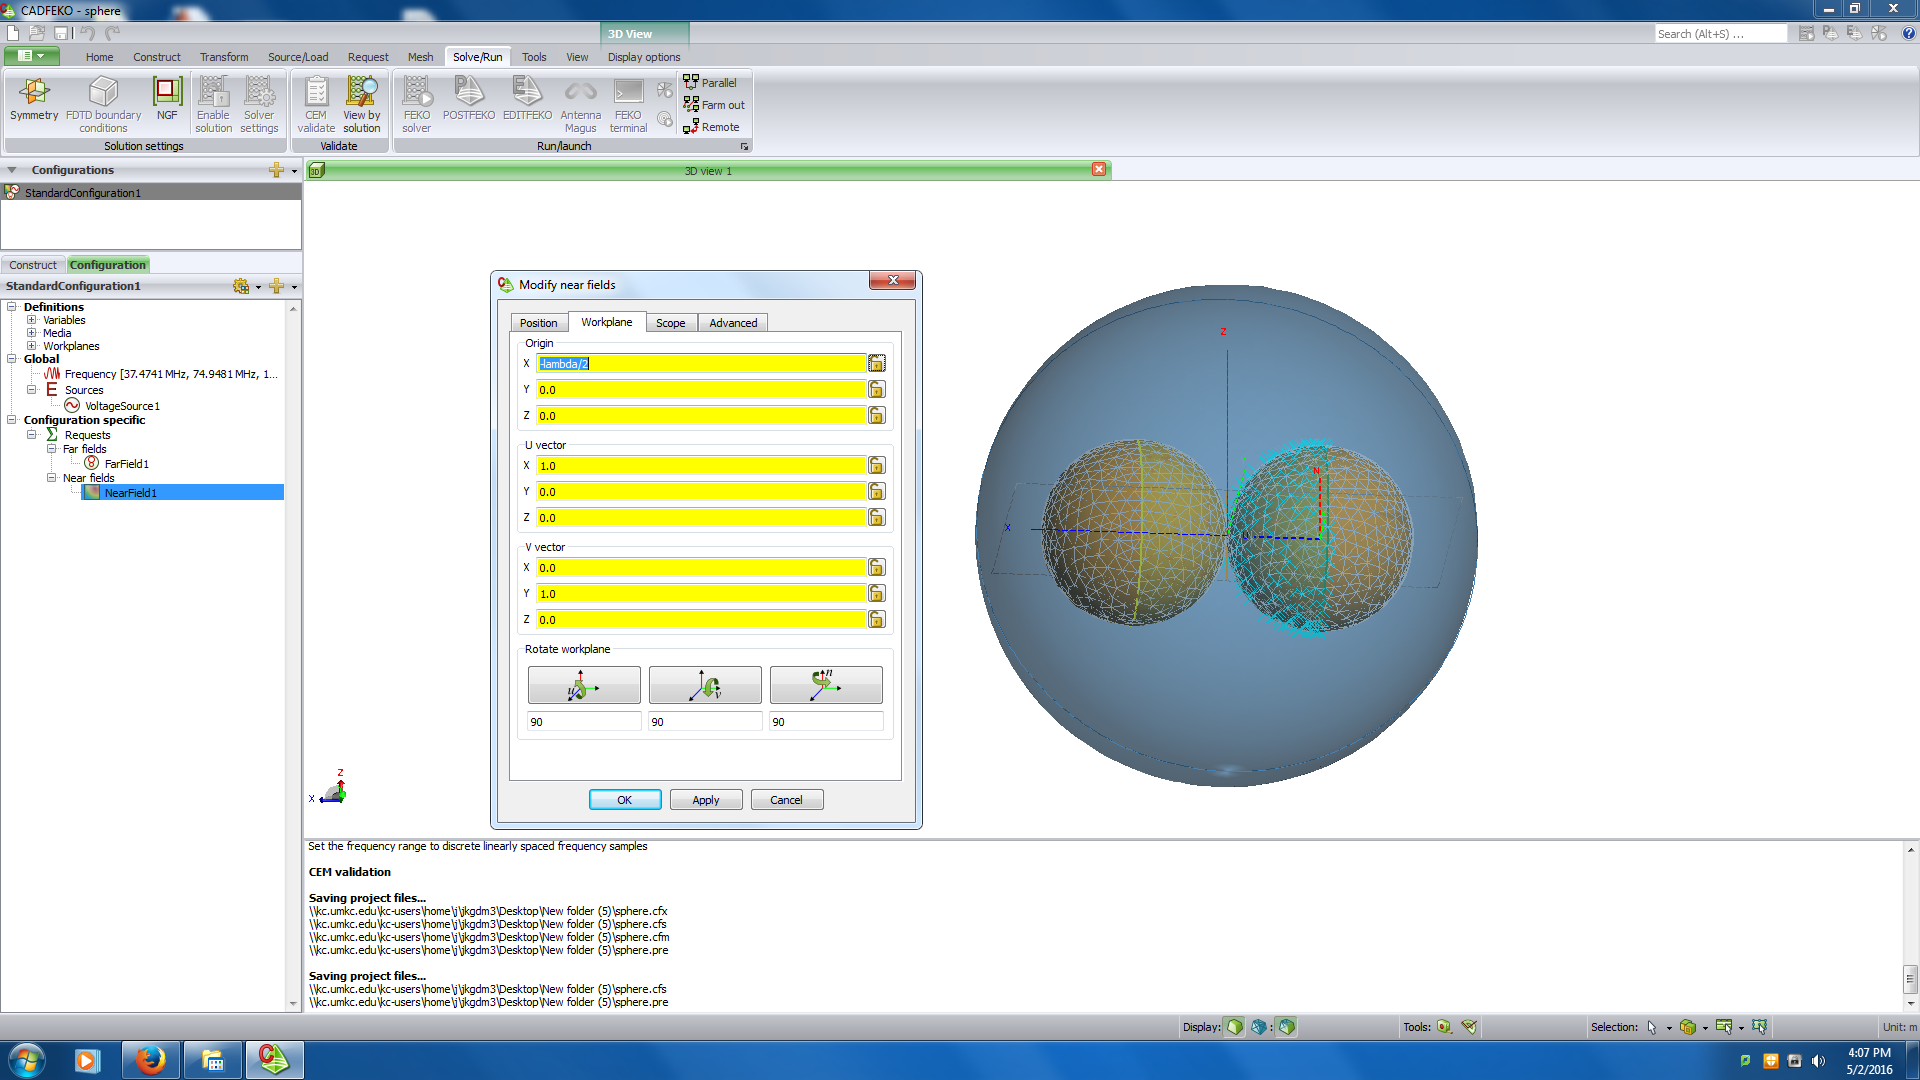 CADFEKO - sphere
3D View
Search (Alt+S) ...
Home Construct Transform Source/Load Request Mesh Solve/Run Tools View Display options
Symmetry
FDTD boundary conditions
NGF
Enable solution
Solver settings
CEM validate
View by solution
FEKO solver
POSTFEKO
EDITFEKO
Antenna Magus
FEKO terminal
Parallel
Farm out
Remote
Solution settings
Validate
Run/launch
Configurations
3D
3D view 1
StandardConfiguration1
Construct Configuration
StandardConfiguration1
Definitions
Variables
Media
Workplanes
Global
Frequency [37.4741 MHz, 74.9481 MHz, 1...
Sources
VoltageSource1
Configuration specific
Requests
Far fields
FarField1
Near fields
NearField1
Modify near fields
Position Workplane Scope Advanced
Origin
X -lambda/2
Y 0.0
Z 0.0
U vector
X 1.0
Y 0.0
Z 0.0
V vector
X 0.0
Y 1.0
Z 0.0
Rotate workplane
u v n
90 90 90
OK Apply Cancel
Z
X
N
Z
X
Set the frequency range to discrete linearly spaced frequency samples
CEM validation
Saving project files...
\\kc.umkc.edu\kc-users\home\j\jkgdm3\Desktop\New folder (5)\sphere.cfx
\\kc.umkc.edu\kc-users\home\j\jkgdm3\Desktop\New folder (5)\sphere.cfs
\\kc.umkc.edu\kc-users\home\j\jkgdm3\Desktop\New folder (5)\sphere.cfm
\\kc.umkc.edu\kc-users\home\j\jkgdm3\Desktop\New folder (5)\sphere.pre
Saving project files...
\\kc.umkc.edu\kc-users\home\j\jkgdm3\Desktop\New folder (5)\sphere.cfs
\\kc.umkc.edu\kc-users\home\j\jkgdm3\Desktop\New folder (5)\sphere.pre
Display: Tools: Selection: Unit: m
4:07 PM
5/2/2016